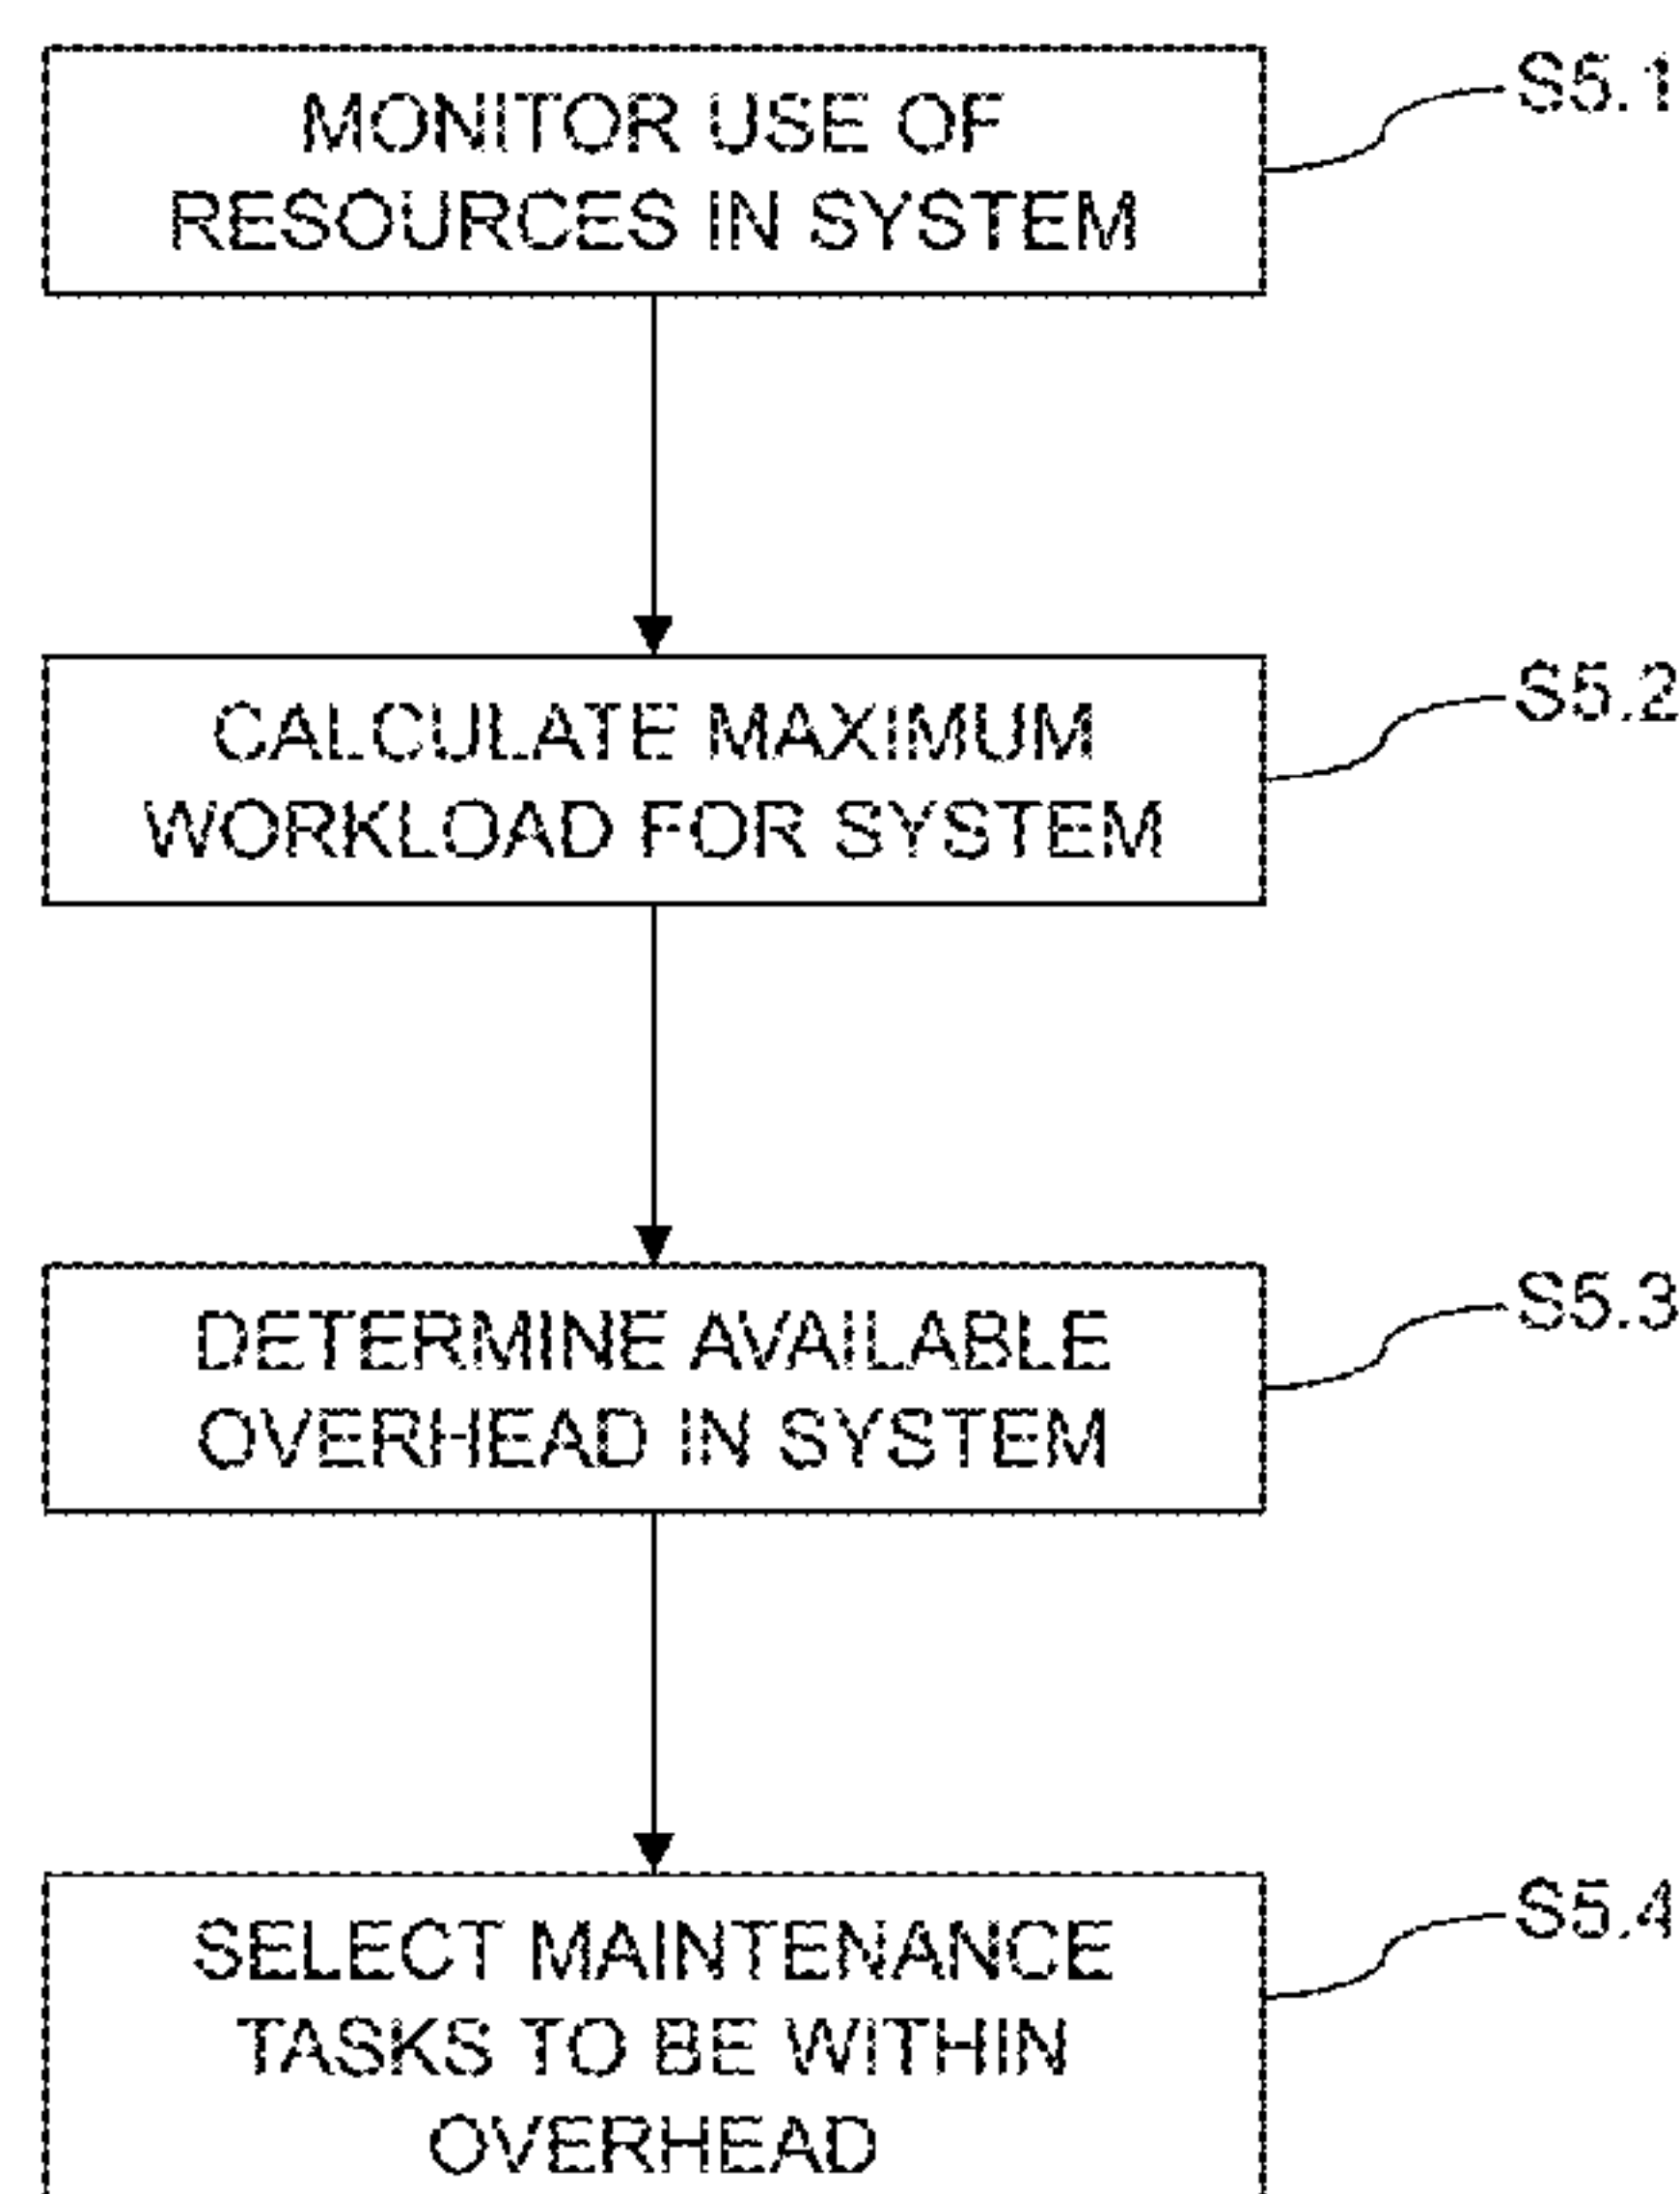 MONITOR USE OF
RESOURCES IN SYSTEM
S5.1
CALCULATE MAXIMUM
WORKLOAD FOR SYSTEM
S5.2
DETERMINE AVAILABLE
OVERHEAD IN SYSTEM
S5.3
SELECT MAINTENANCE
TASKS TO BE WITHIN
OVERHEAD
S5.4